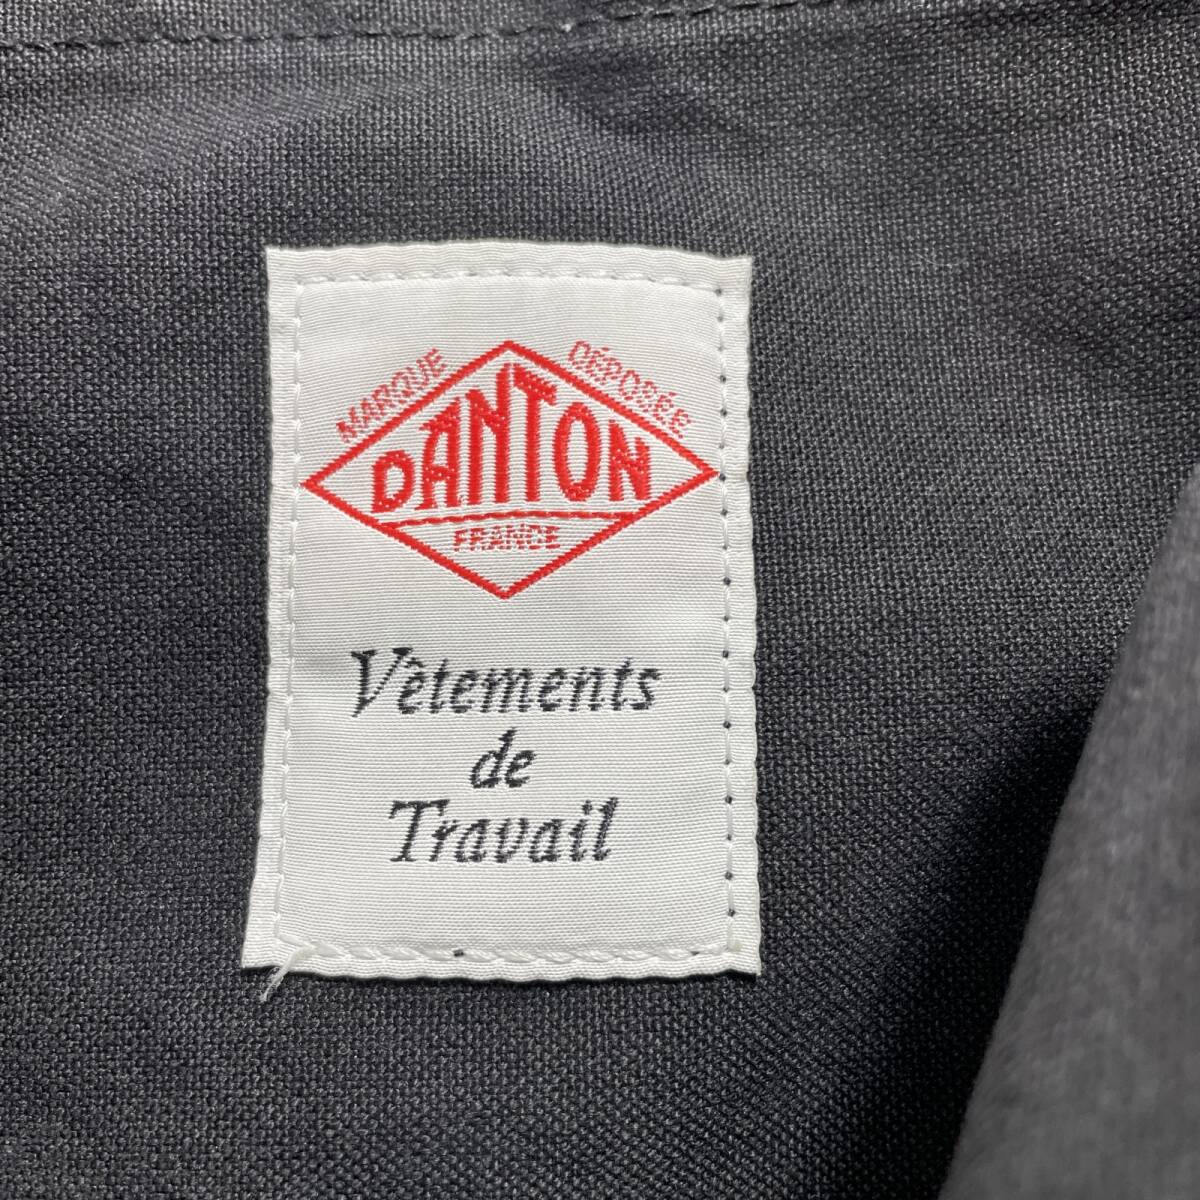 MARQUE DÉPOSÉE
DANTON
FRANCE
Vêtements
de
Travail